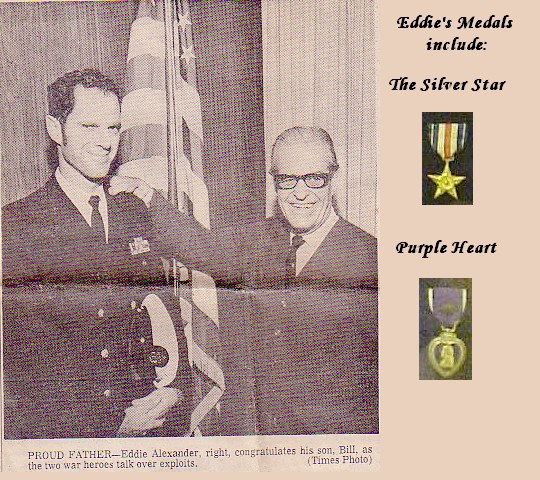 Eddie's Medals
include:
The Silver Star
Purple Heart
PROUD FATHER—Eddie Alexander, right, congratulates his son, Bill, as
the two war heroes talk over exploits. (Times Photo)